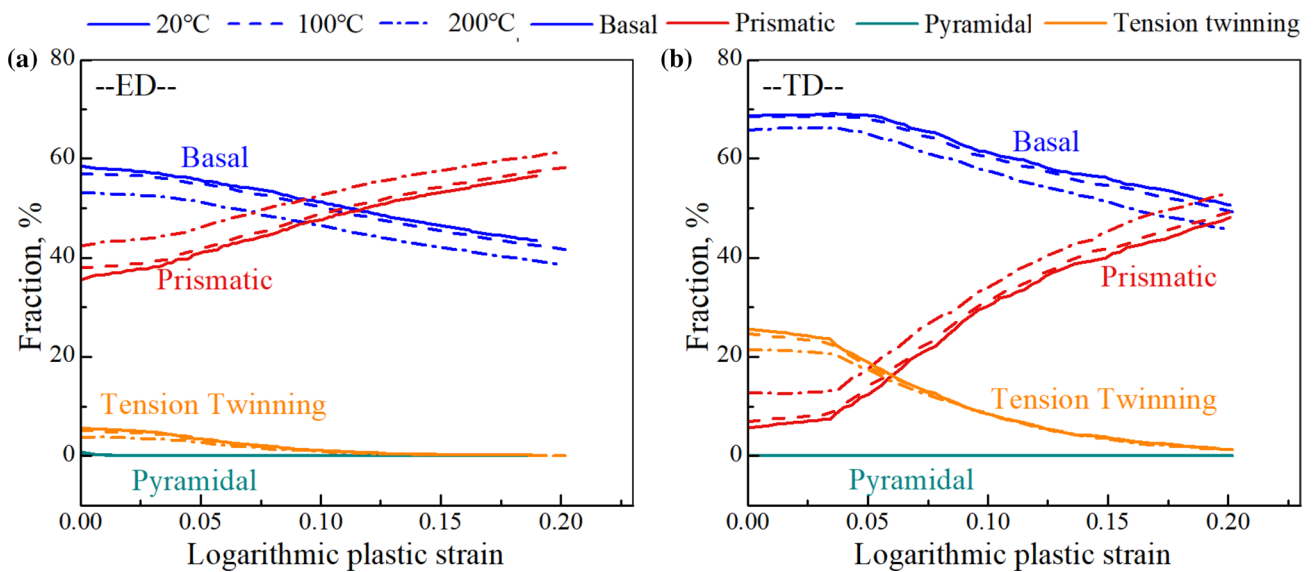 20℃ 100℃ 200℃ Basal Prismatic Pyramidal Tension twinning
(a)
80
60
40
20
0
Fraction, %
--ED--
Basal
Prismatic
Tension Twinning
Pyramidal
0.00 0.05 0.10 0.15 0.20
Logarithmic plastic strain
(b)
80
60
40
20
0
Fraction, %
--TD--
Basal
Prismatic
Tension Twinning
Pyramidal
0.00 0.05 0.10 0.15 0.20
Logarithmic plastic strain